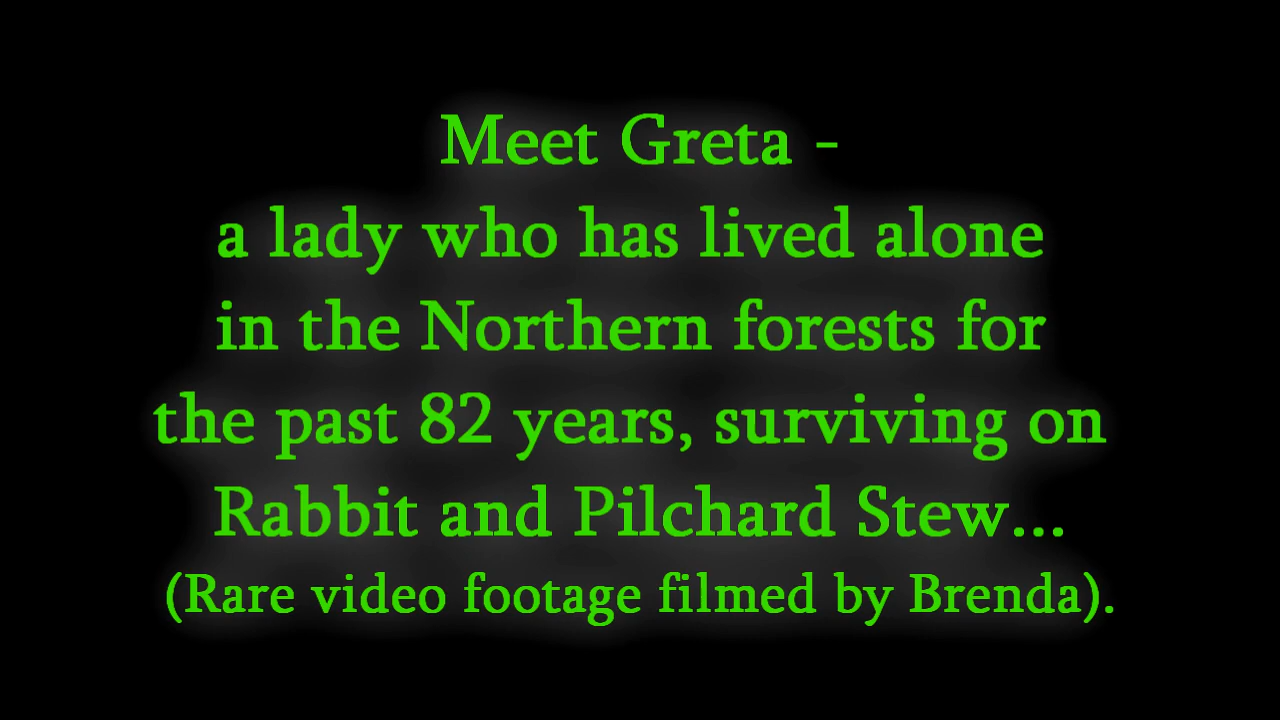 Meet Greta -
a lady who has lived alone
in the Northern forests for
the past 82 years, surviving on
Rabbit and Pilchard Stew...
(Rare video footage filmed by Brenda).